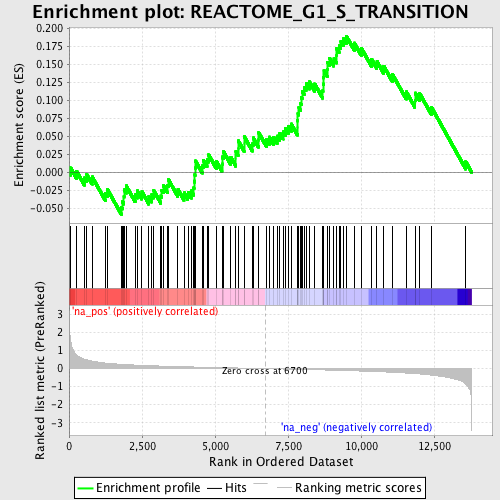 Enrichment plot: REACTOME_G1_S_TRANSITION
Enrichment score (ES)
0.200
0.175
0.150
0.125
0.100
0.075
0.050
0.025
0.000
-0.025
-0.050
'na_pos' (positively correlated)
Ranked list metric (PreRanked)
3
2
1
0
-1
-2
-3
Zero cross at 6700
'na_neg' (negatively correlated)
0 2,500 5,000 7,500 10,000 12,500
Rank in Ordered Dataset
Enrichment profile Hits Ranking metric scores